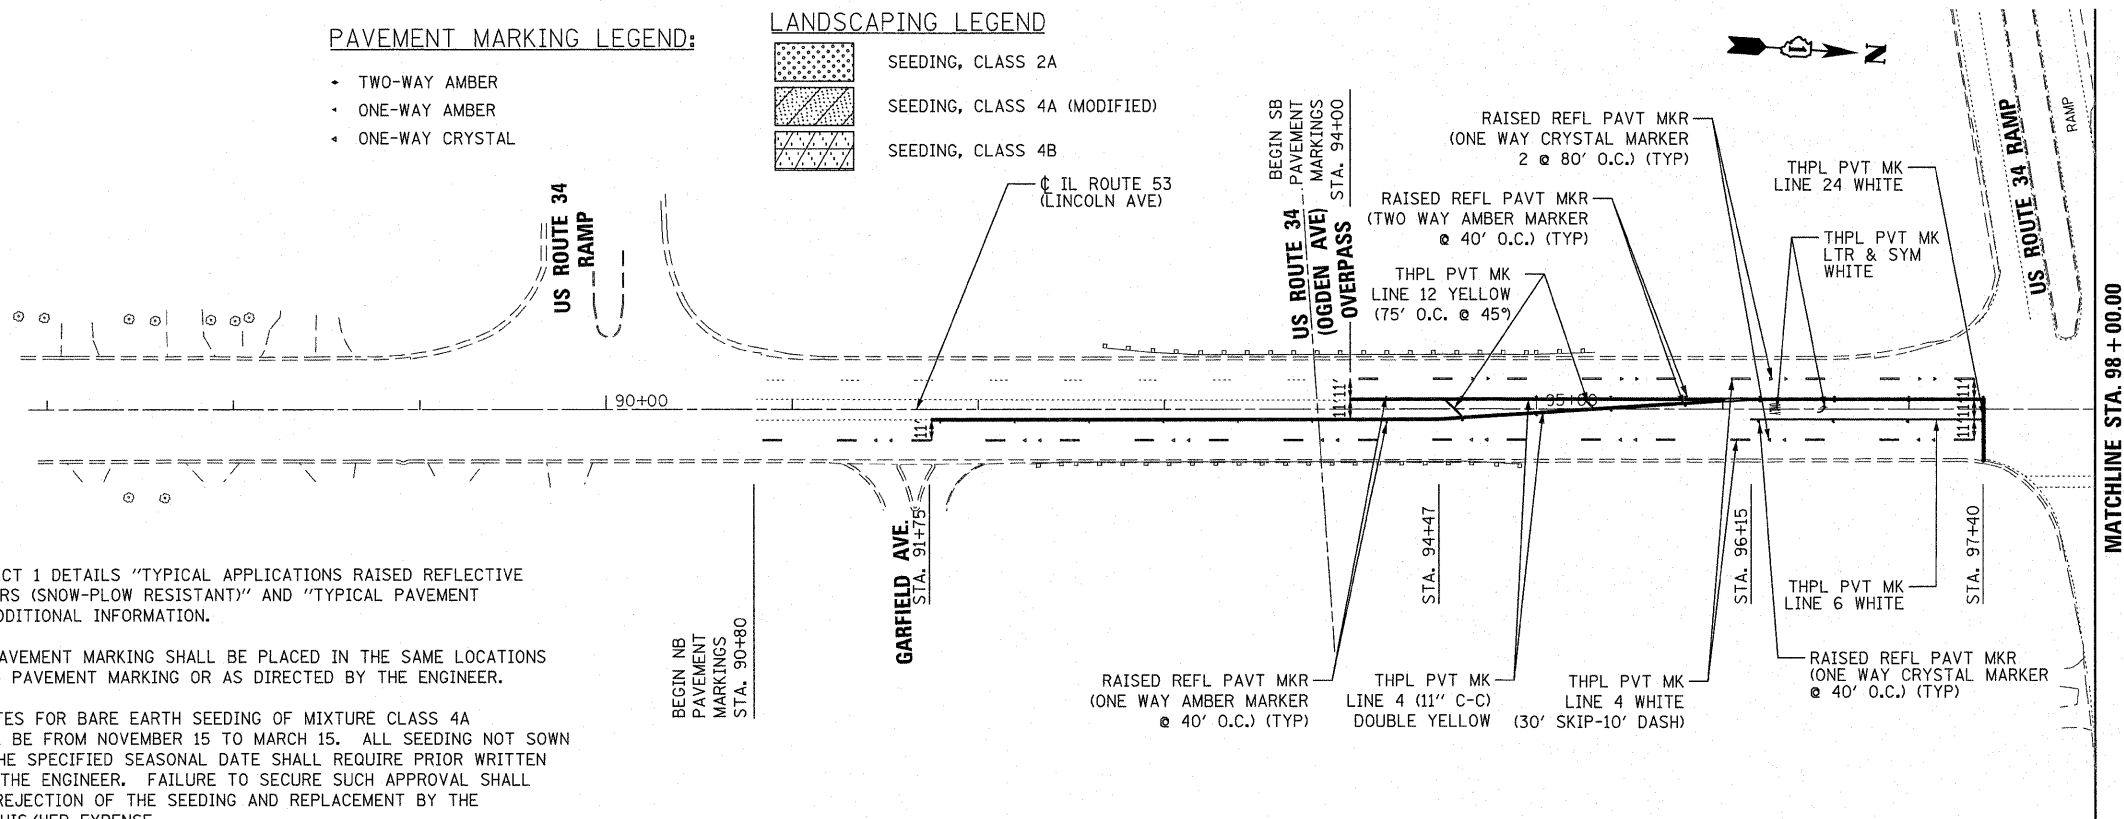 PAVEMENT MARKING LEGEND:
TWO-WAY AMBER
ONE-WAY AMBER
ONE-WAY CRYSTAL
LANDSCAPING LEGEND
SEEDING, CLASS 2A
SEEDING, CLASS 4A (MODIFIED)
SEEDING, CLASS 4B
N
US ROUTE 34
RAMP
℄ IL ROUTE 53
(LINCOLN AVE)
BEGIN SB
PAVEMENT
MARKINGS
STA. 94+00
US ROUTE 34
(OGDEN AVE)
OVERPASS
RAISED REFL PAVT MKR
(ONE WAY CRYSTAL MARKER
2 @ 80' O.C.) (TYP)
RAISED REFL PAVT MKR
(TWO WAY AMBER MARKER
@ 40' O.C.) (TYP)
THPL PVT MK
LINE 12 YELLOW
(75' O.C. @ 45°)
THPL PVT MK
LINE 24 WHITE
THPL PVT MK
LTR & SYM
WHITE
US ROUTE 34 RAMP
RAMP
MATCHLINE STA. 98+00.00
90+00
95+00
11'
11'
11'
11'
11'
11'
BEGIN NB
PAVEMENT
MARKINGS
STA. 90+80
GARFIELD AVE.
STA. 91+75
STA. 94+47
STA. 96+15
STA. 97+40
RAISED REFL PAVT MKR
(ONE WAY AMBER MARKER
@ 40' O.C.) (TYP)
THPL PVT MK
LINE 4 (11" C-C)
DOUBLE YELLOW
THPL PVT MK
LINE 4 WHITE
(30' SKIP-10' DASH)
THPL PVT MK
LINE 6 WHITE
RAISED REFL PAVT MKR
(ONE WAY CRYSTAL MARKER
@ 40' O.C.) (TYP)
CT 1 DETAILS "TYPICAL APPLICATIONS RAISED REFLECTIVE
RS (SNOW-PLOW RESISTANT)" AND "TYPICAL PAVEMENT
DDITIONAL INFORMATION.
AVEMENT MARKING SHALL BE PLACED IN THE SAME LOCATIONS
PAVEMENT MARKING OR AS DIRECTED BY THE ENGINEER.
TES FOR BARE EARTH SEEDING OF MIXTURE CLASS 4A
BE FROM NOVEMBER 15 TO MARCH 15. ALL SEEDING NOT SOWN
HE SPECIFIED SEASONAL DATE SHALL REQUIRE PRIOR WRITTEN
THE ENGINEER. FAILURE TO SECURE SUCH APPROVAL SHALL
REJECTION OF THE SEEDING AND REPLACEMENT BY THE
HIS/HER EXPENSE